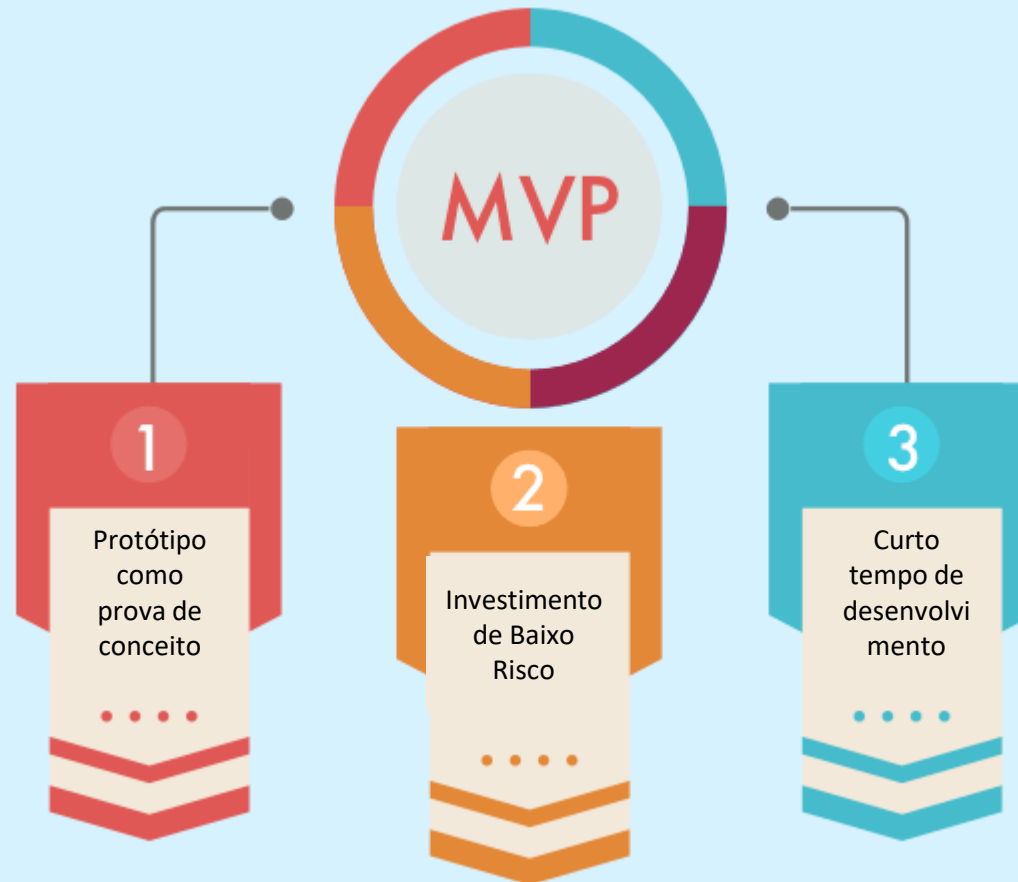 MVP
1
Protótipo
como
prova de
conceito
2
Investimento
de Baixo
Risco
3
Curto
tempo de
desenvolvi
mento